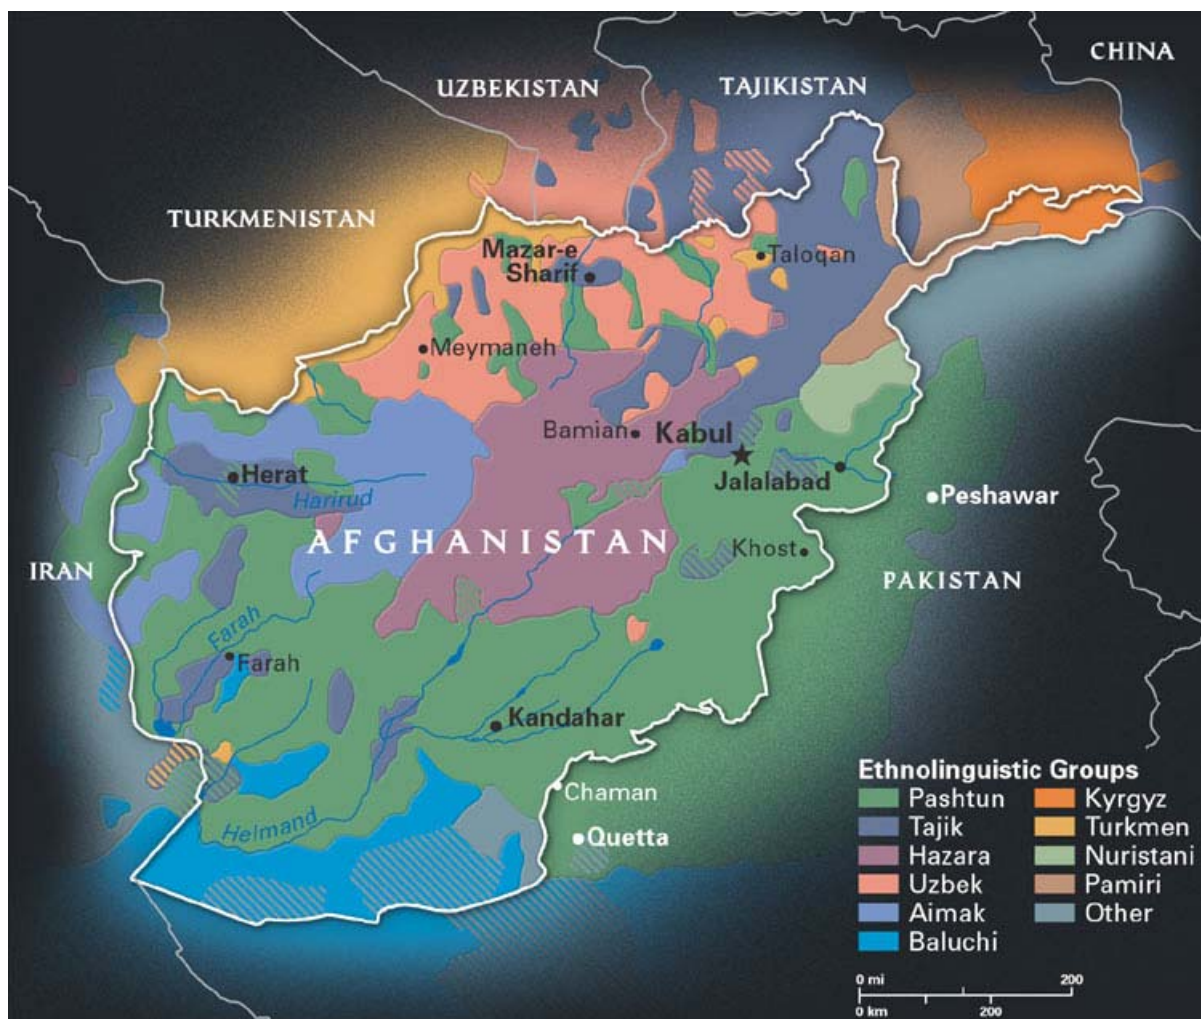 CHINA
UZBEKISTAN
TAJIKISTAN
TURKMENISTAN
Mazar-e
Sharif
Taloqan
Meymaneh
Bamian
Kabul
Herat
Harirud
Jalalabad
Peshawar
AFGHANISTAN
Khost
IRAN
PAKISTAN
Farah
Farah
Kandahar
Chaman
Helmand
Quetta
Ethnolinguistic Groups
Pashtun
Tajik
Hazara
Uzbek
Aimak
Baluchi
Kyrgyz
Turkmen
Nuristani
Pamiri
Other
0 mi 200
0 km 200